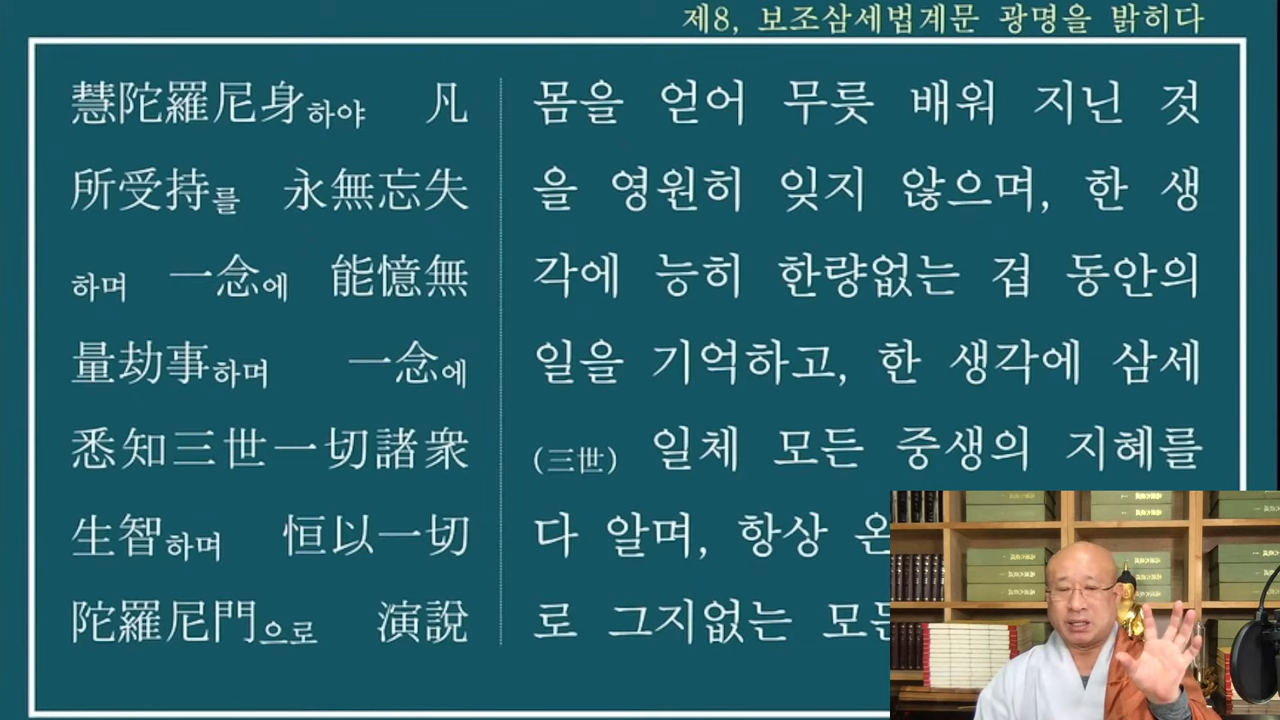 제8, 보조삼세법계문 광명을 밝히다
慧陀羅尼身하야 凡
所受持를 永無忘失
하며 一念에 能憶無
量劫事하며 一念에
悉知三世一切諸衆
生智하며 恒以一切
陀羅尼門으로 演說
몸을 얻어 무릇 배워 지닌 것
을 영원히 잊지 않으며, 한 생
각에 능히 한량없는 겁 동안의
일을 기억하고, 한 생각에 삼세
(三世) 일체 모든 중생의 지혜를
다 알며, 항상 온
로 그지없는 모든